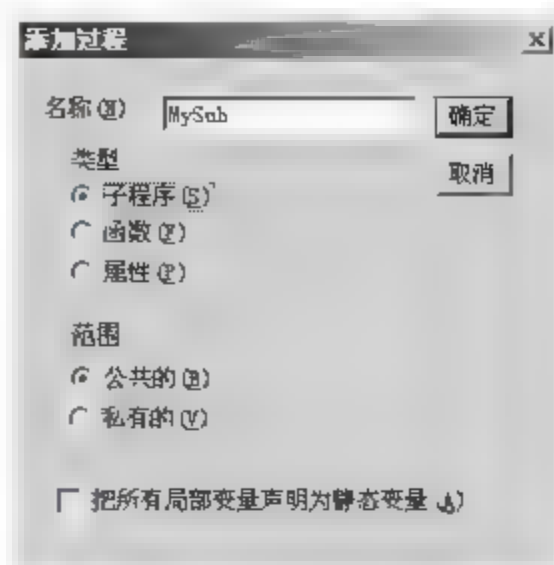 添加过程
名称(N) MySub 确定
类型 取消
子程序(S)
函数(F)
属性(P)
范围
公共的(B)
私有的(V)
把所有局部变量声明为静态变量 A)